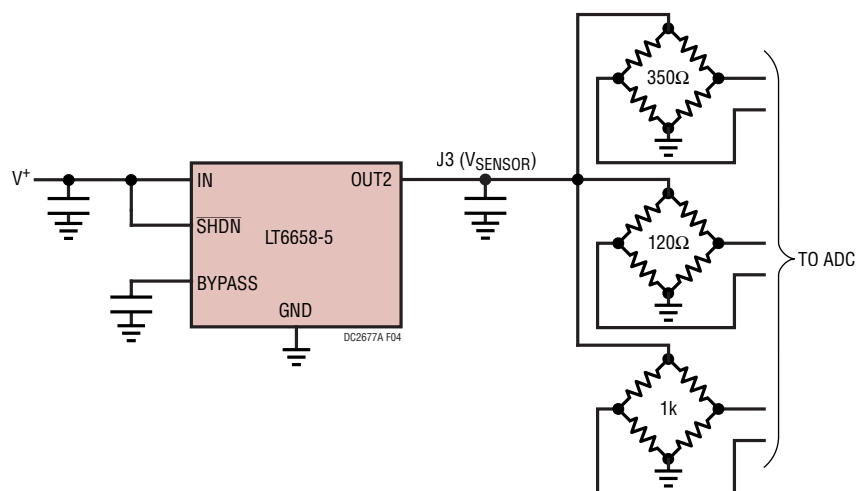 350Ω
J3 (VSENSOR)
V+
IN
OUT2
SHDN
LT6658-5
120Ω
TO ADC
BYPASS
GND
DC2677A F04
1k